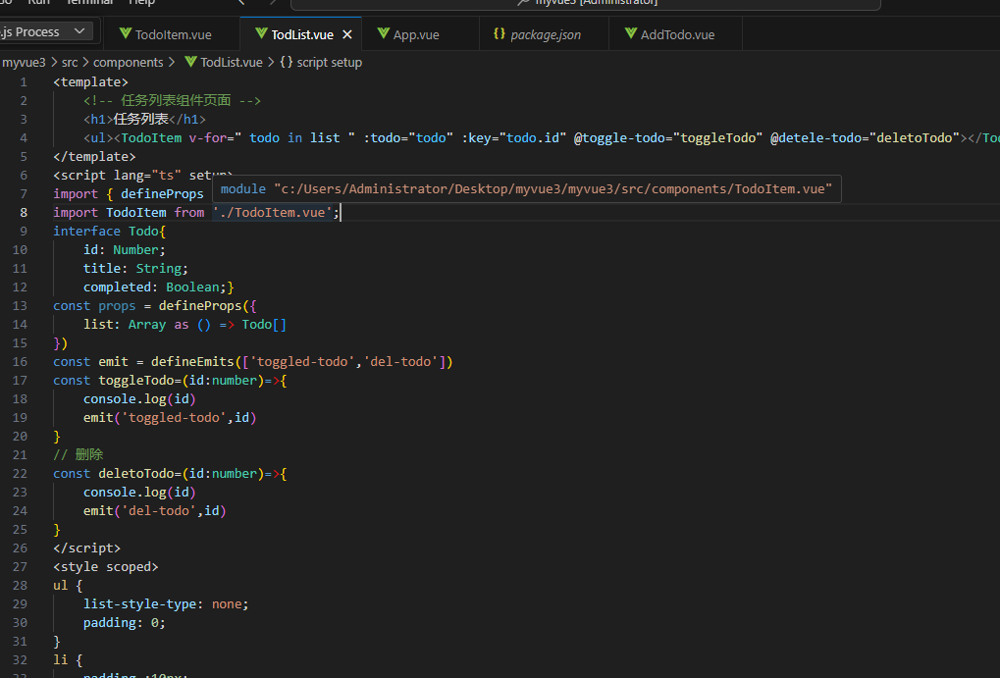 Run Terminal Help myvue3 [Administrator]
.js Process TodoItem.vue TodList.vue App.vue {} package.json AddTodo.vue
myvue3 > src > components > TodList.vue > {} script setup
1 <template>
2 <!-- 任务列表组件页面 -->
3 <h1>任务列表</h1>
4 <ul><TodoItem v-for=" todo in list " :todo="todo" :key="todo.id" @toggle-todo="toggleTodo" @detele-todo="deletoTodo"></Too
5 </template>
6 <script lang="ts" setup>
module "c:/Users/Administrator/Desktop/myvue3/myvue3/src/components/TodoItem.vue"
7 import { defineProps
8 import TodoItem from './TodoItem.vue';
9 interface Todo{
10 id: Number;
11 title: String;
12 completed: Boolean;}
13 const props = defineProps({
14 list: Array as () => Todo[]
15 })
16 const emit = defineEmits(['toggled-todo','del-todo'])
17 const toggleTodo=(id:number)=>{
18 console.log(id)
19 emit('toggled-todo',id)
20 }
21 // 删除
22 const deletoTodo=(id:number)=>{
23 console.log(id)
24 emit('del-todo',id)
25 }
26 </script>
27 <style scoped>
28 ul {
29 list-style-type: none;
30 padding: 0;
31 }
32 li {
33 padding :10px;